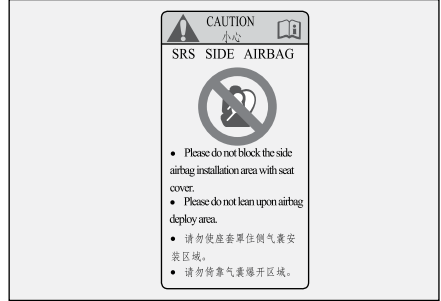 CAUTION
小心
SRS SIDE AIRBAG
● Please do not block the side
airbag installation area with seat
cover.
● Please do not lean upon airbag
deploy area.
● 请勿使座套罩住侧气囊安
装区域。
● 请勿倚靠气囊爆开区域。